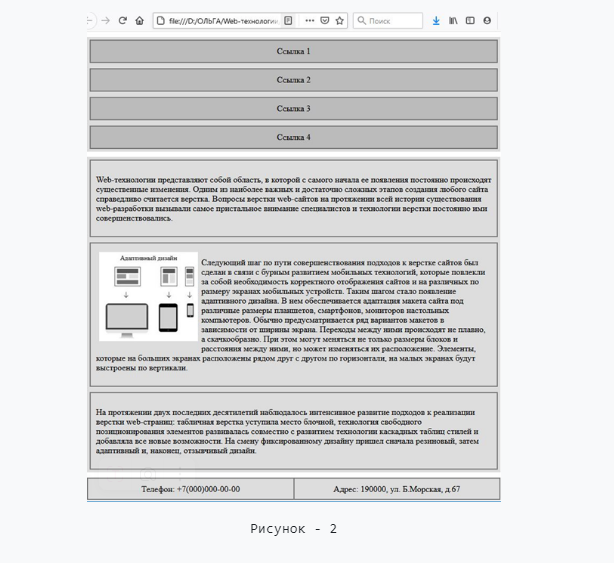 file:///D:/ОЛЬГА/Web-технологии.
Поиск
Ссылка 1
Ссылка 2
Ссылка 3
Ссылка 4
Web-технологии представляют собой область, в которой с самого начала ее появления постоянно происходят
существенные изменения. Одним из наиболее важных и достаточно сложных этапов создания любого сайта
справедливо считается верстка. Вопросы верстки web-сайтов на протяжении всей истории существования
web-разработки вызывали самое пристальное внимание специалистов и технологии верстки постоянно ими
совершенствовались.
Адаптивный дизайн
Следующий шаг по пути совершенствования подходов к верстке сайтов был
сделан в связи с бурным развитием мобильных технологий, которые повлекли
за собой необходимость корректного отображения сайтов и на различных по
размеру экранах мобильных устройств. Таким шагом стало появление
адаптивного дизайна. В нем обеспечивается адаптация макета сайта под
различные размеры планшетов, смартфонов, мониторов настольных
компьютеров. Обычно предусматривается ряд вариантов макетов в
зависимости от ширины экрана. Переходы между ними происходят не плавно,
а скачкообразно. При этом могут меняться не только размеры блоков и
расстояния между ними, но может изменяться их расположение. Элементы,
которые на больших экранах расположены рядом друг с другом по горизонтали, на малых экранах будут
выстроены по вертикали.
На протяжении двух последних десятилетий наблюдалось интенсивное развитие подходов к реализации
верстки web-страниц: табличная верстка уступила место блочной, технология свободного
позиционирования элементов развивалась совместно с развитием технологии каскадных таблиц стилей и
добавляла все новые возможности. На смену фиксированному дизайну пришел сначала резиновый, затем
адаптивный и, наконец, отзывчивый дизайн.
Телефон: +7(000)000-00-00
Адрес: 190000, ул. Б.Морская, д.67
Рисунок - 2